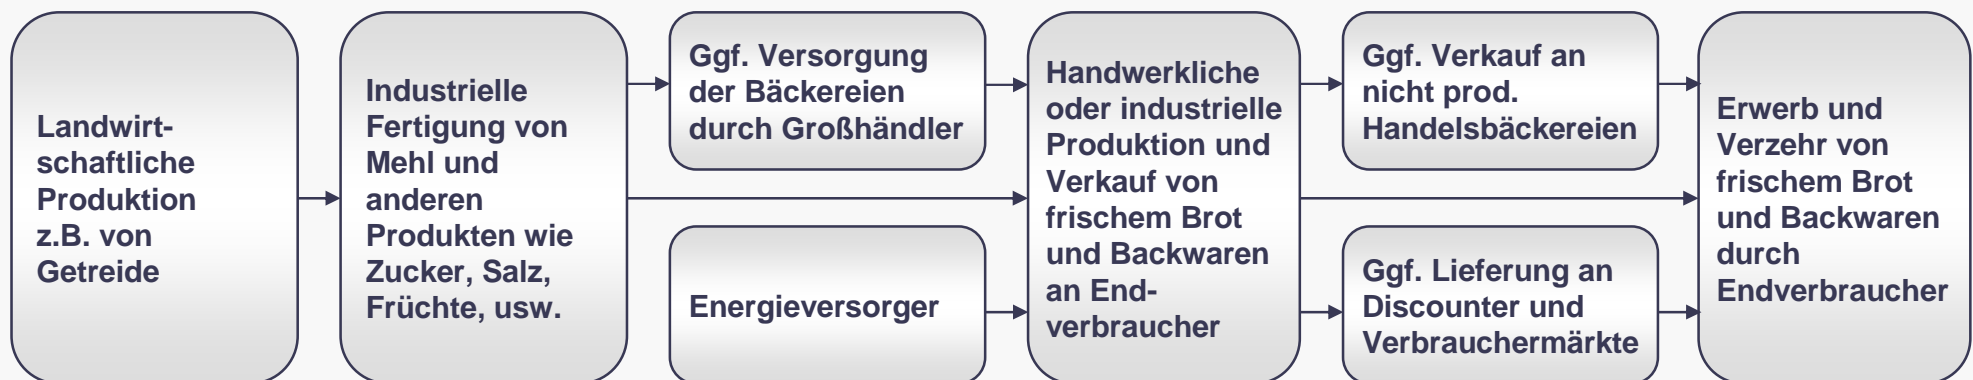 Landwirt-
schaftliche
Produktion
z.B. von
Getreide
Industrielle
Fertigung von
Mehl und
anderen
Produkten wie
Zucker, Salz,
Früchte, usw.
Ggf. Versorgung
der Bäckereien
durch Großhändler
Energieversorger
Handwerkliche
oder industrielle
Produktion und
Verkauf von
frischem Brot
und Backwaren
an End-
verbraucher
Ggf. Verkauf an
nicht prod.
Handelsbäckereien
Ggf. Lieferung an
Discounter und
Verbrauchermärkte
Erwerb und
Verzehr von
frischem Brot
und Backwaren
durch
Endverbraucher